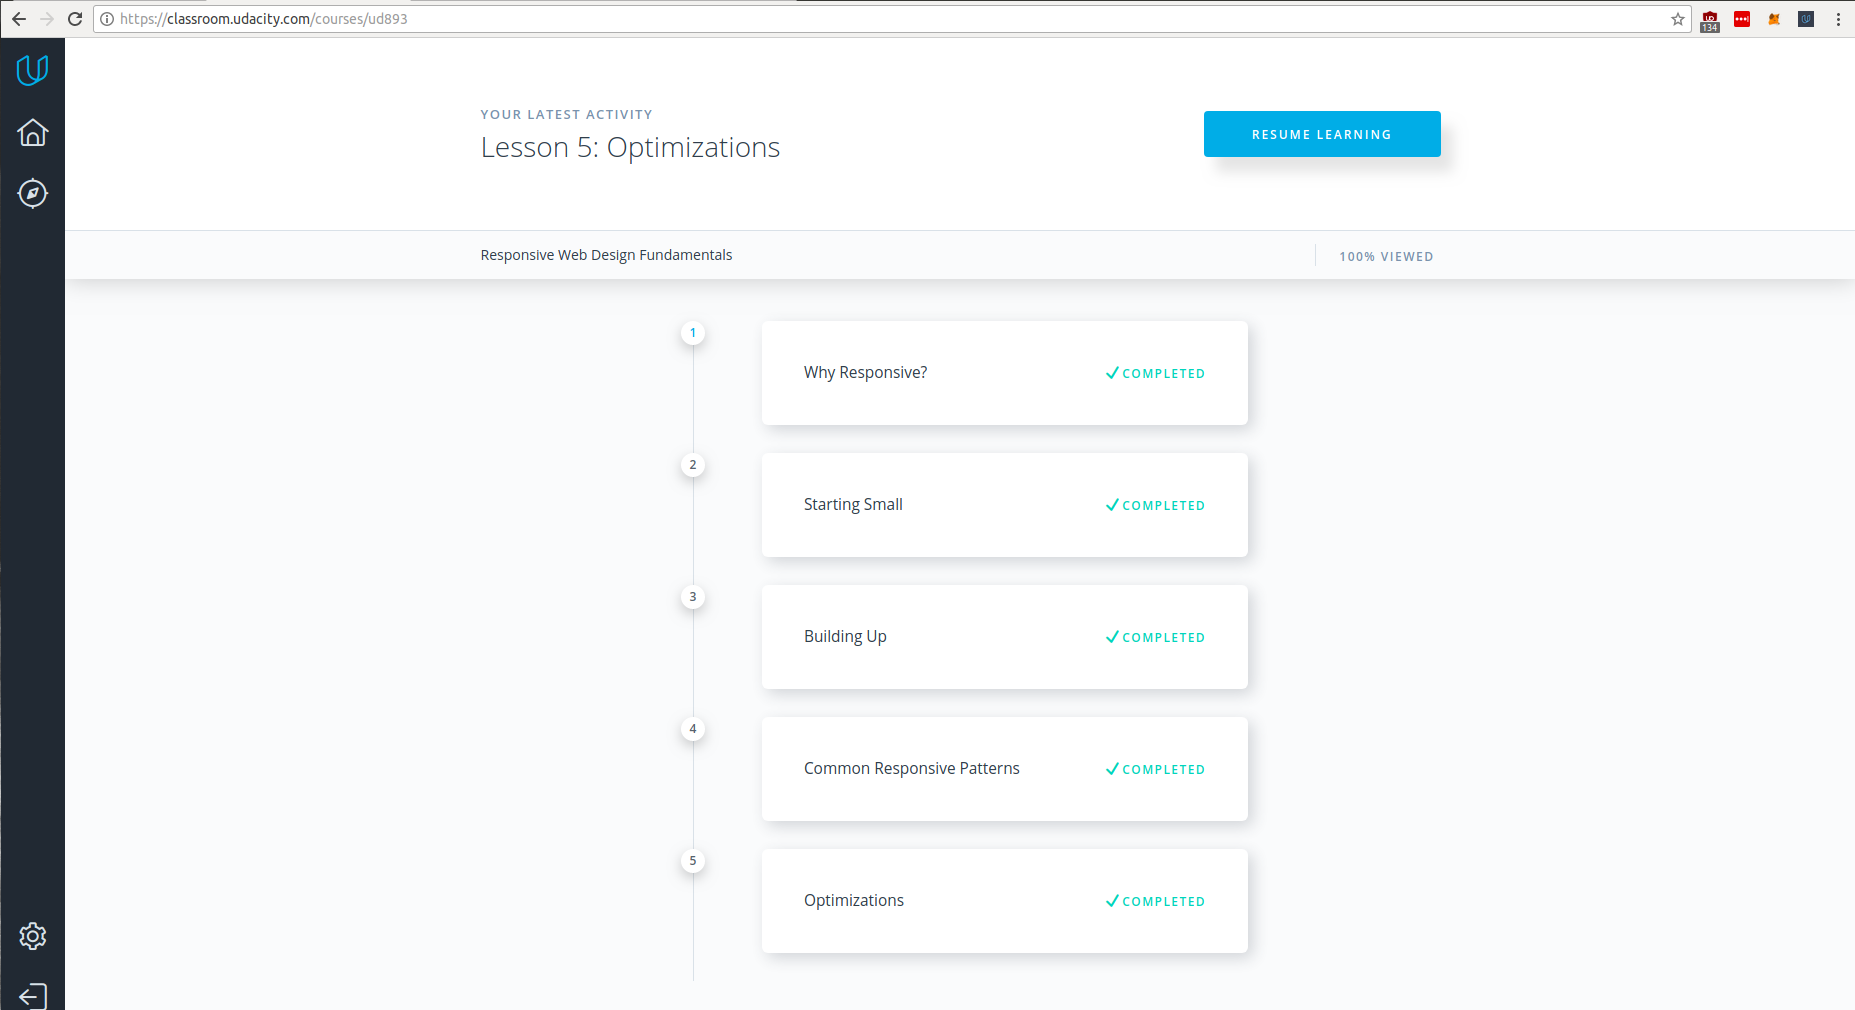 https://classroom.udacity.com/courses/ud893
134
YOUR LATEST ACTIVITY
Lesson 5: Optimizations
RESUME LEARNING
Responsive Web Design Fundamentals
100% VIEWED
1
Why Responsive?
COMPLETED
2
Starting Small
COMPLETED
3
Building Up
COMPLETED
4
Common Responsive Patterns
COMPLETED
5
Optimizations
COMPLETED